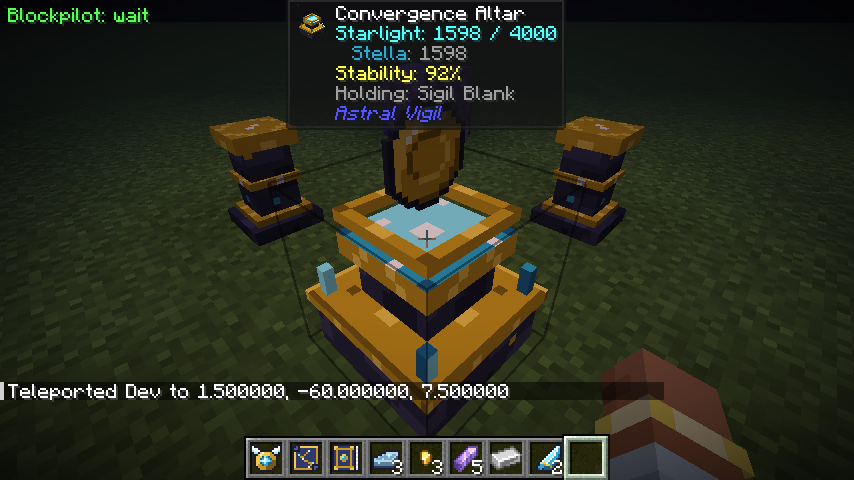 Blockpilot: wait
Convergence Altar
Starlight: 1598 / 4000
Stella: 1598
Stability: 92%
Holding: Sigil Blank
Astral Vigil
Teleported Dev to 1.500000, -60.000000, 7.500000
3
3
5
2